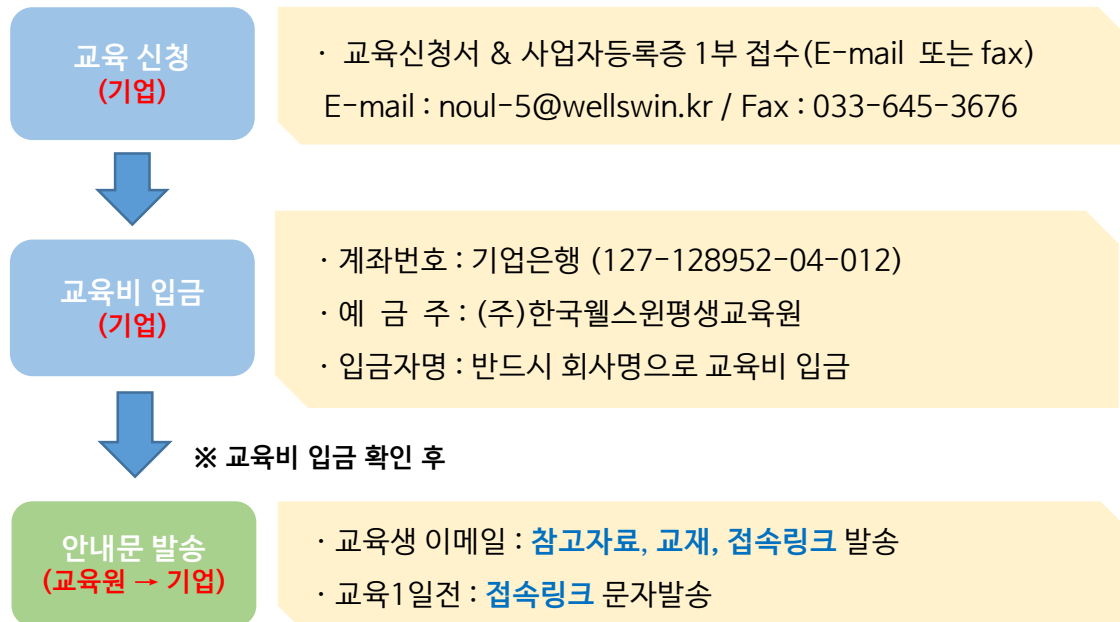 교육 신청
(기업)
· 교육신청서 & 사업자등록증 1부 접수(E-mail 또는 fax)
E-mail : noul-5@wellswin.kr / Fax : 033-645-3676
교육비 입금
(기업)
· 계좌번호 : 기업은행 (127-128952-04-012)
· 예 금 주 : (주)한국웰스윈평생교육원
· 입금자명 : 반드시 회사명으로 교육비 입금
※ 교육비 입금 확인 후
안내문 발송
(교육원 → 기업)
· 교육생 이메일 : 참고자료, 교재, 접속링크 발송
· 교육1일전 : 접속링크 문자발송